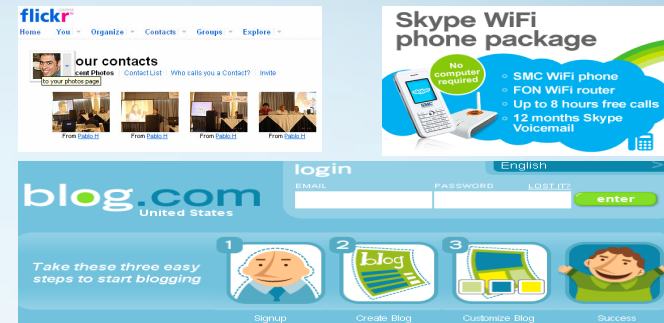 flickr
Home You Organize Contacts Groups Explore
our contacts
cent Photos Contact List Who calls you a Contact? Invite
to your photos page
From Pablo H From Pablo H From Pablo H From Pablo H
Skype WiFi
phone package
No
computer
required
SMC WiFi phone
FON WiFi router
Up to 8 hours free calls
12 months Skype
Voicemail
SMC
login
English
EMAIL PASSWORD LOST IT?
enter
blog.com
United States
Take these three easy
steps to start blogging
1 2 3
blog
Signup Create Blog Customize Blog Success